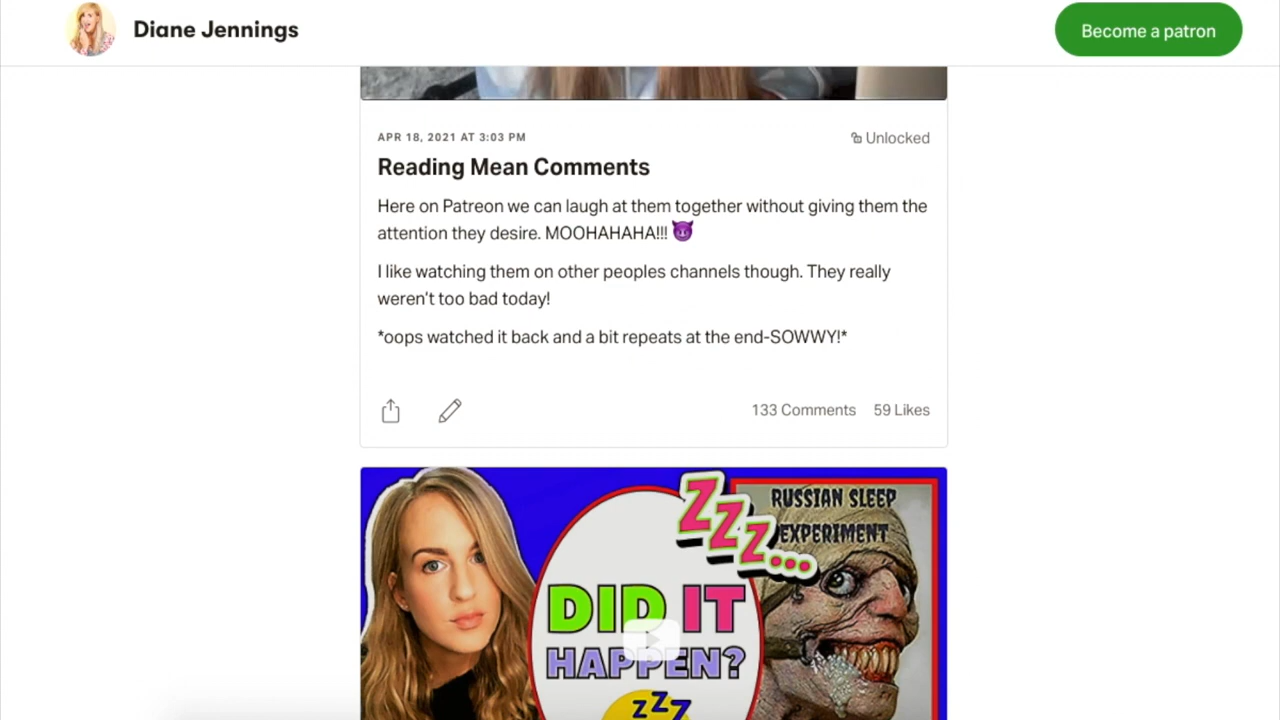 Diane Jennings
Become a patron
APR 18, 2021 AT 3:03 PM
Unlocked
Reading Mean Comments
Here on Patreon we can laugh at them together without giving them the
attention they desire. MOOHAHAHA!!! 😈
I like watching them on other peoples channels though. They really
weren't too bad today!
*oops watched it back and a bit repeats at the end-SOWWY!*
133 Comments 59 Likes
ZZZ...
RUSSIAN SLEEP
EXPERIMENT
DID IT
HAPPEN?
ZZZ